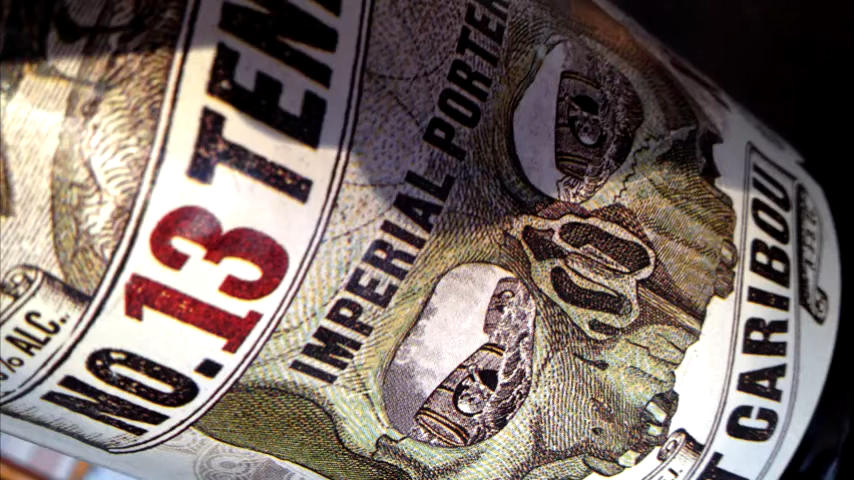 NO.13 TEN
IMPERIAL PORTER
% ALC.
T CARIBOU